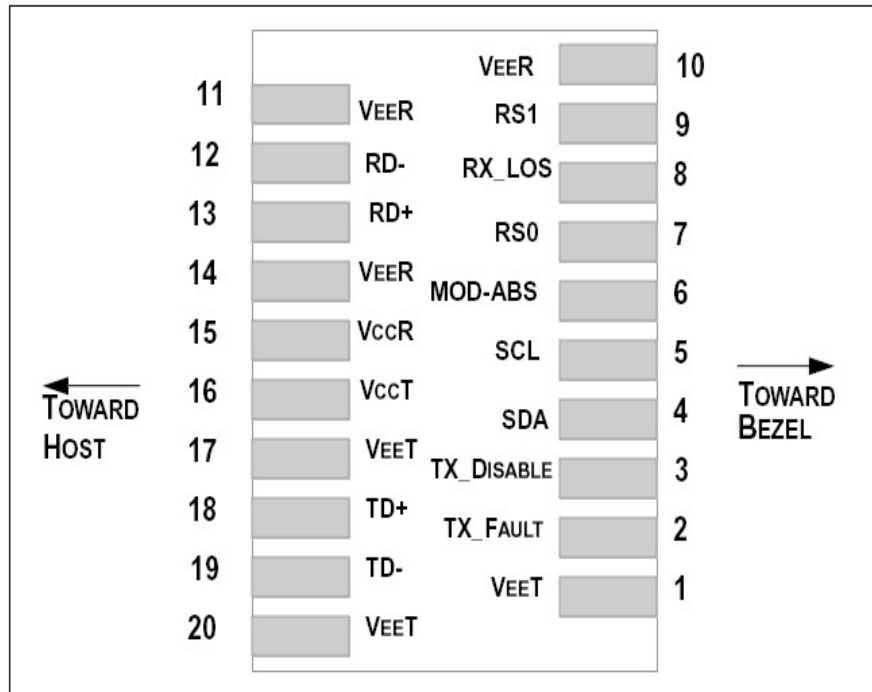 11
VEER
12
RD-
13
RD+
14
VEER
15
VCCR
16
VCCT
17
VEET
18
TD+
19
TD-
20
VEET
VEER
10
RS1
9
RX_LOS
8
RS0
7
MOD-ABS
6
SCL
5
SDA
4
TX_DISABLE
3
TX_FAULT
2
VEET
1
TOWARD
HOST
TOWARD
BEZEL